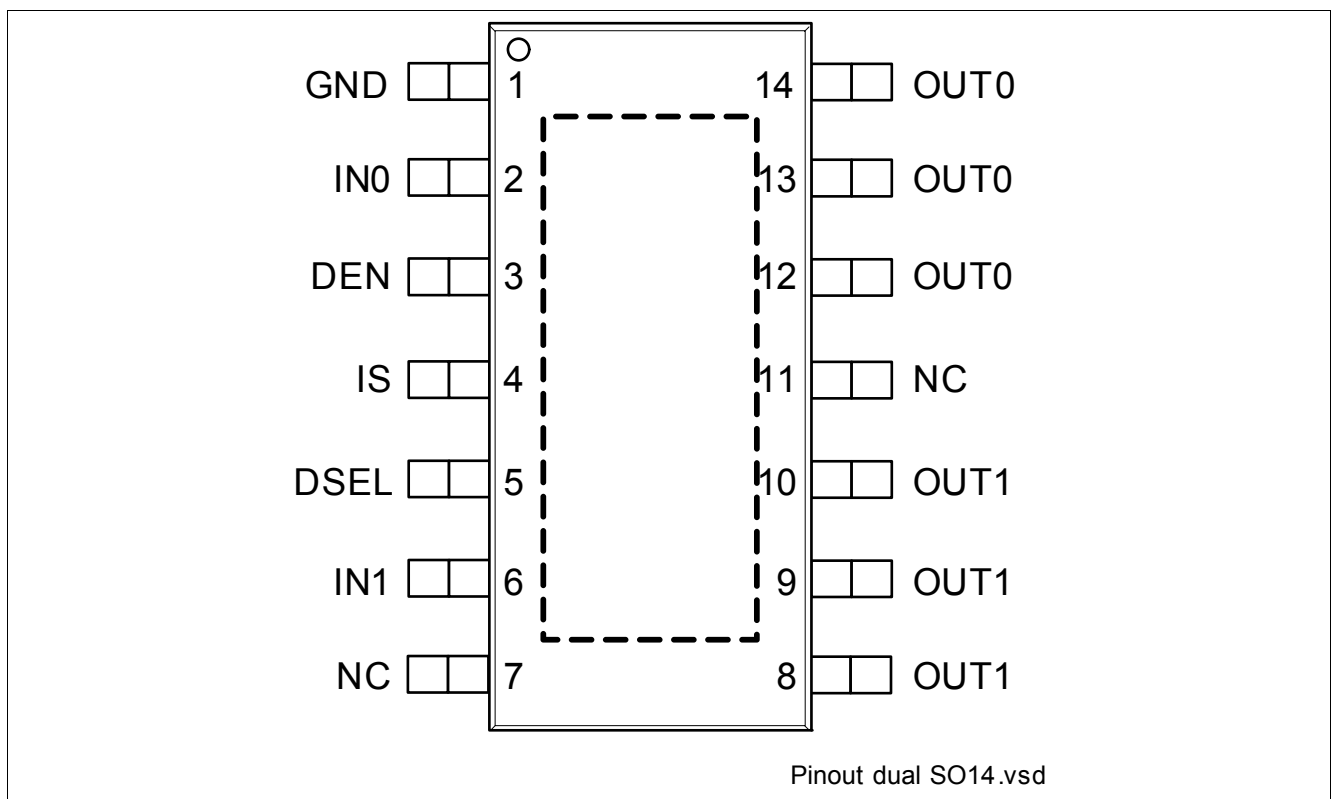 GND 1 14 OUT0
IN0 2 13 OUT0
DEN 3 12 OUT0
IS 4 11 NC
DSEL 5 10 OUT1
IN1 6 9 OUT1
NC 7 8 OUT1
Pinout dual SO14.vsd